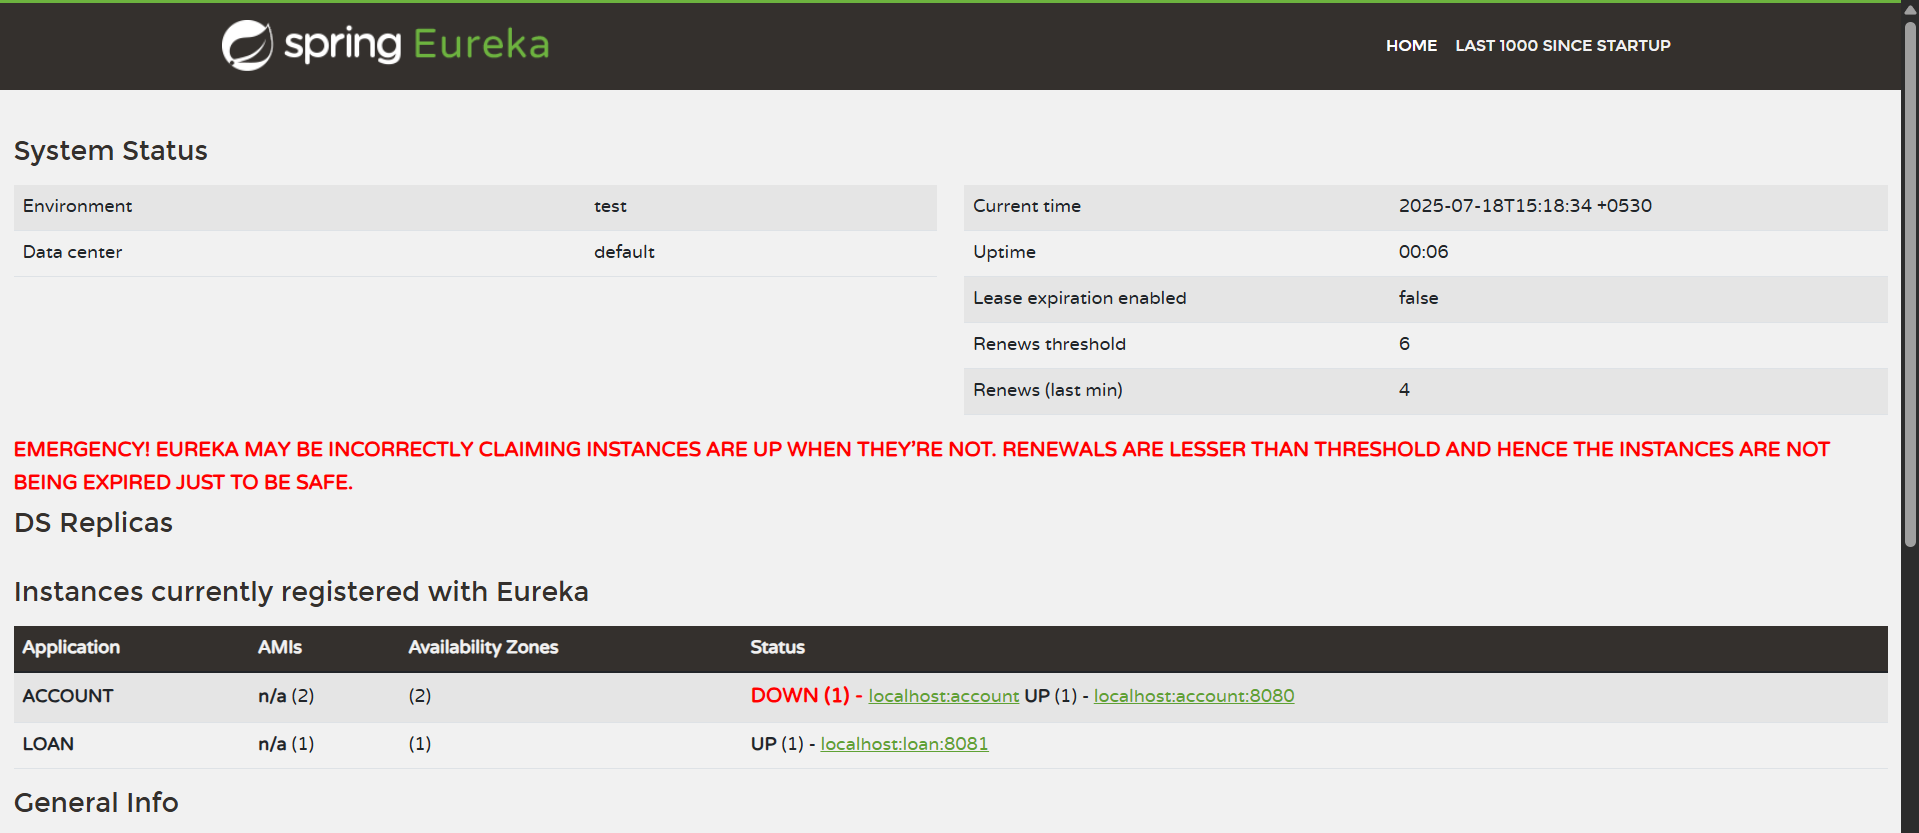 spring Eureka
HOME LAST 1000 SINCE STARTUP
System Status
Environment test
Data center default
Current time 2025-07-18T15:18:34 +0530
Uptime 00:06
Lease expiration enabled false
Renews threshold 6
Renews (last min) 4
EMERGENCY! EUREKA MAY BE INCORRECTLY CLAIMING INSTANCES ARE UP WHEN THEY'RE NOT. RENEWALS ARE LESSER THAN THRESHOLD AND HENCE THE INSTANCES ARE NOT
BEING EXPIRED JUST TO BE SAFE.
DS Replicas
Instances currently registered with Eureka
Application AMIs Availability Zones Status
ACCOUNT n/a (2) (2) DOWN (1) - localhost:account UP (1) - localhost:account:8080
LOAN n/a (1) (1) UP (1) - localhost:loan:8081
General Info